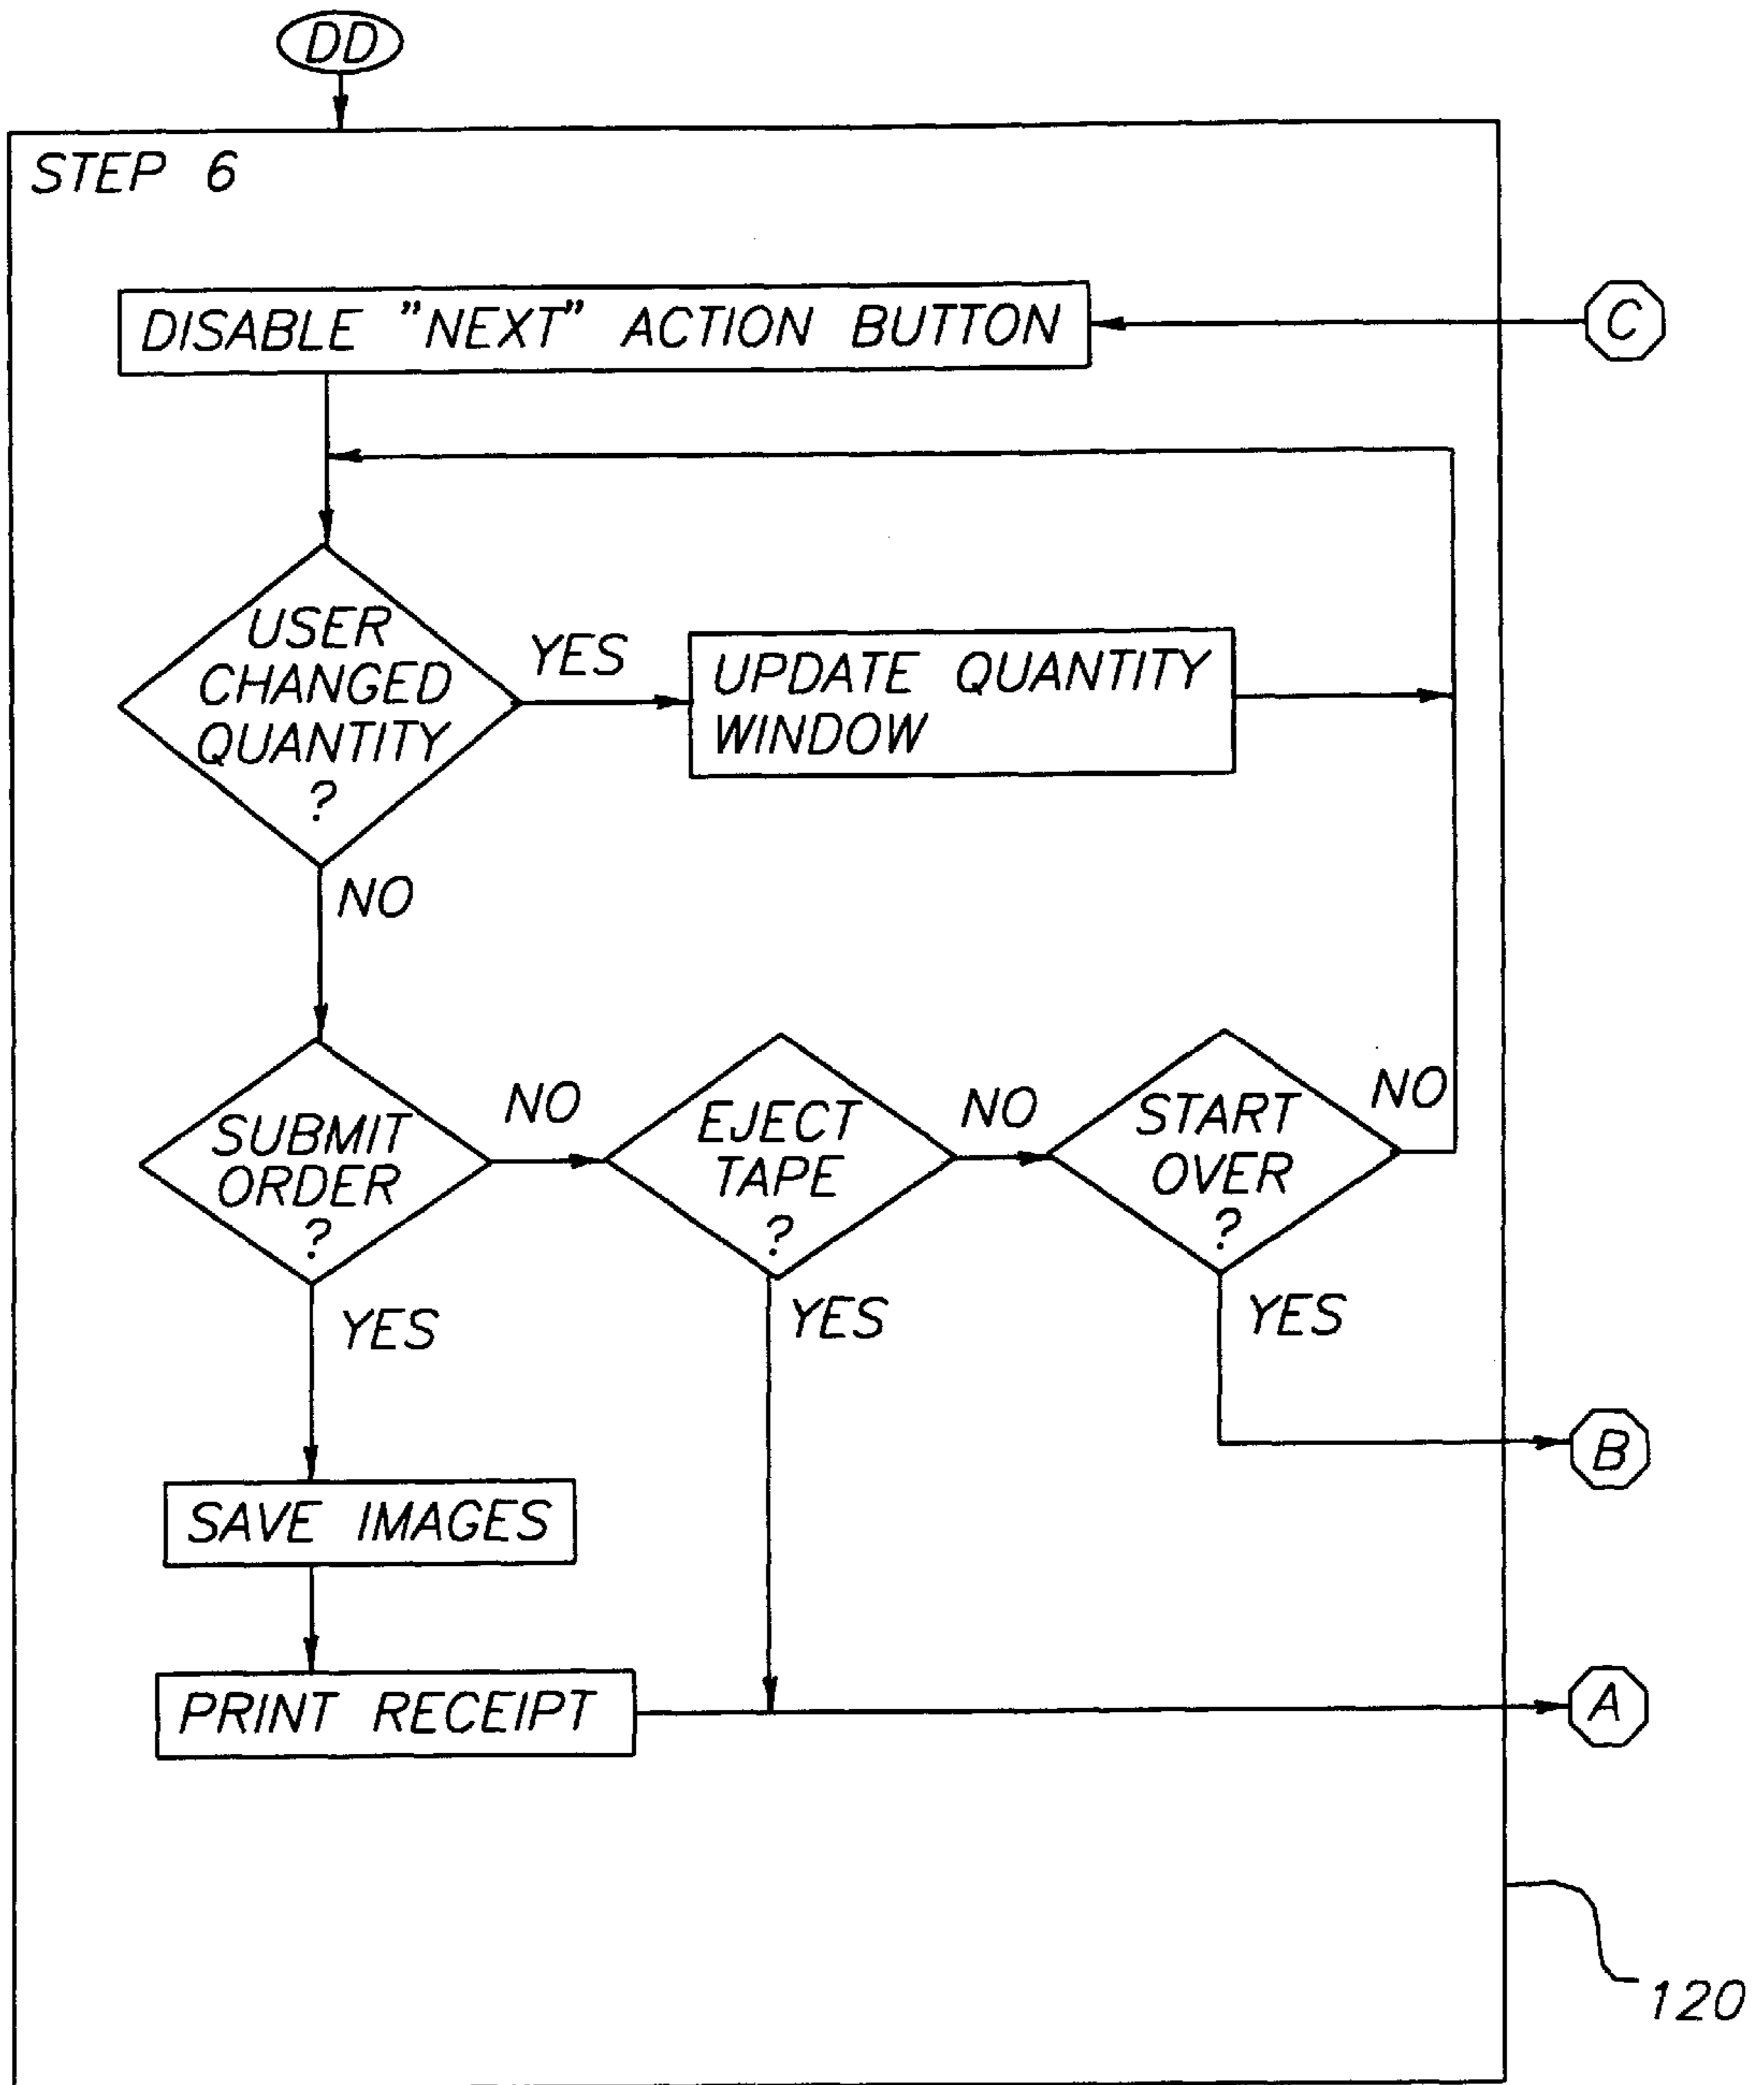 DD
STEP 6
DISABLE "NEXT" ACTION BUTTON
C
USER
CHANGED
QUANTITY
?
YES
UPDATE QUANTITY
WINDOW
NO
SUBMIT
ORDER
?
NO
EJECT
TAPE
?
NO
START
OVER
?
NO
YES
YES
YES
B
SAVE IMAGES
PRINT RECEIPT
A
120